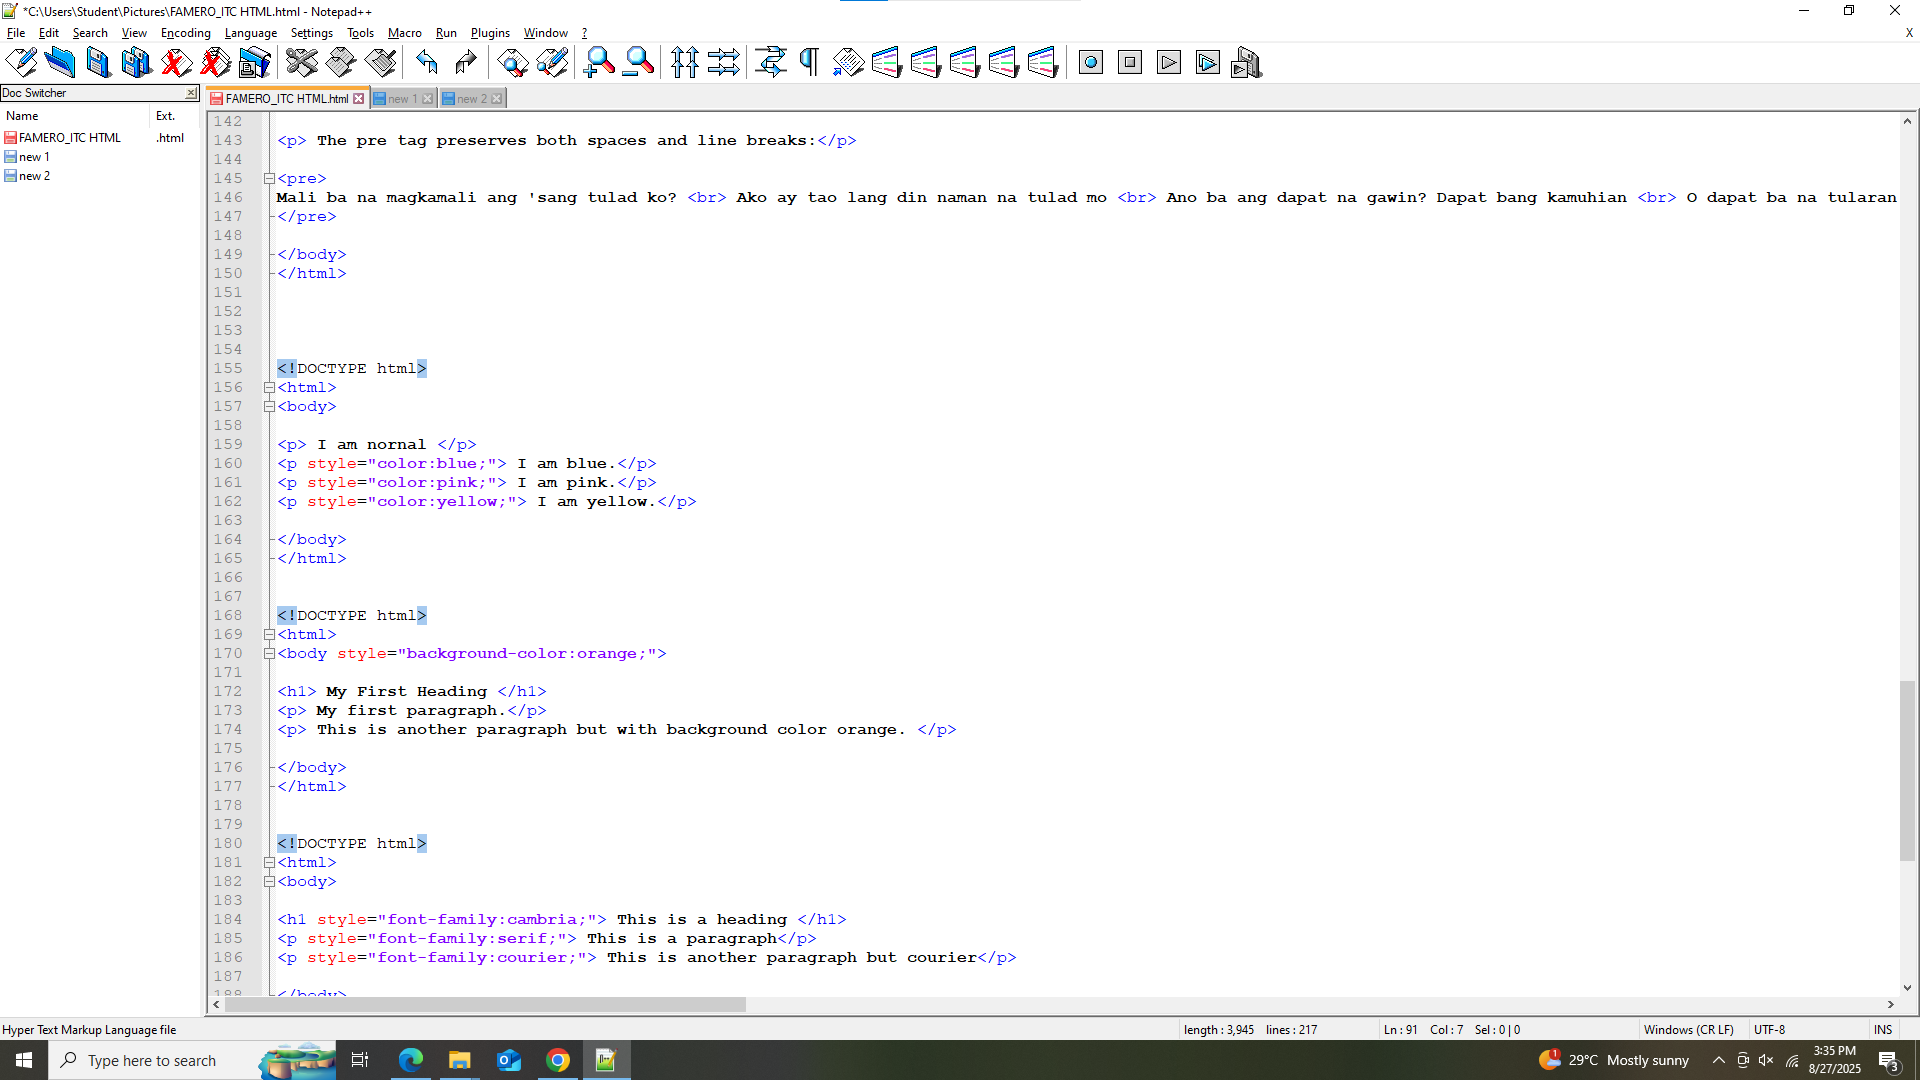 *C:\Users\Student\Pictures\FAMERO_ITC HTML.html - Notepad++
File Edit Search View Encoding Language Settings Tools Macro Run Plugins Window ? X
Doc Switcher
FAMERO_ITC HTML.html new 1 new 2
Name Ext.
FAMERO_ITC HTML .html
new 1
new 2
142
143 <p> The pre tag preserves both spaces and line breaks:</p>
144
145 <pre>
146 Mali ba na magkamali ang 'sang tulad ko? <br> Ako ay tao lang din naman na tulad mo <br> Ano ba ang dapat na gawin? Dapat bang kamuhian <br> O dapat ba na tularan
147 </pre>
148
149 </body>
150 </html>
151
152
153
154
155 <!DOCTYPE html>
156 <html>
157 <body>
158
159 <p> I am nornal </p>
160 <p style="color:blue;"> I am blue.</p>
161 <p style="color:pink;"> I am pink.</p>
162 <p style="color:yellow;"> I am yellow.</p>
163
164 </body>
165 </html>
166
167
168 <!DOCTYPE html>
169 <html>
170 <body style="background-color:orange;">
171
172 <h1> My First Heading </h1>
173 <p> My first paragraph.</p>
174 <p> This is another paragraph but with background color orange. </p>
175
176 </body>
177 </html>
178
179
180 <!DOCTYPE html>
181 <html>
182 <body>
183
184 <h1 style="font-family:cambria;"> This is a heading </h1>
185 <p style="font-family:serif;"> This is a paragraph</p>
186 <p style="font-family:courier;"> This is another paragraph but courier</p>
187
188 </body>
Hyper Text Markup Language file length : 3,945 lines : 217 Ln : 91 Col : 7 Sel : 0 | 0 Windows (CR LF) UTF-8 INS
Type here to search 29°C Mostly sunny 3:35 PM
8/27/2025 3